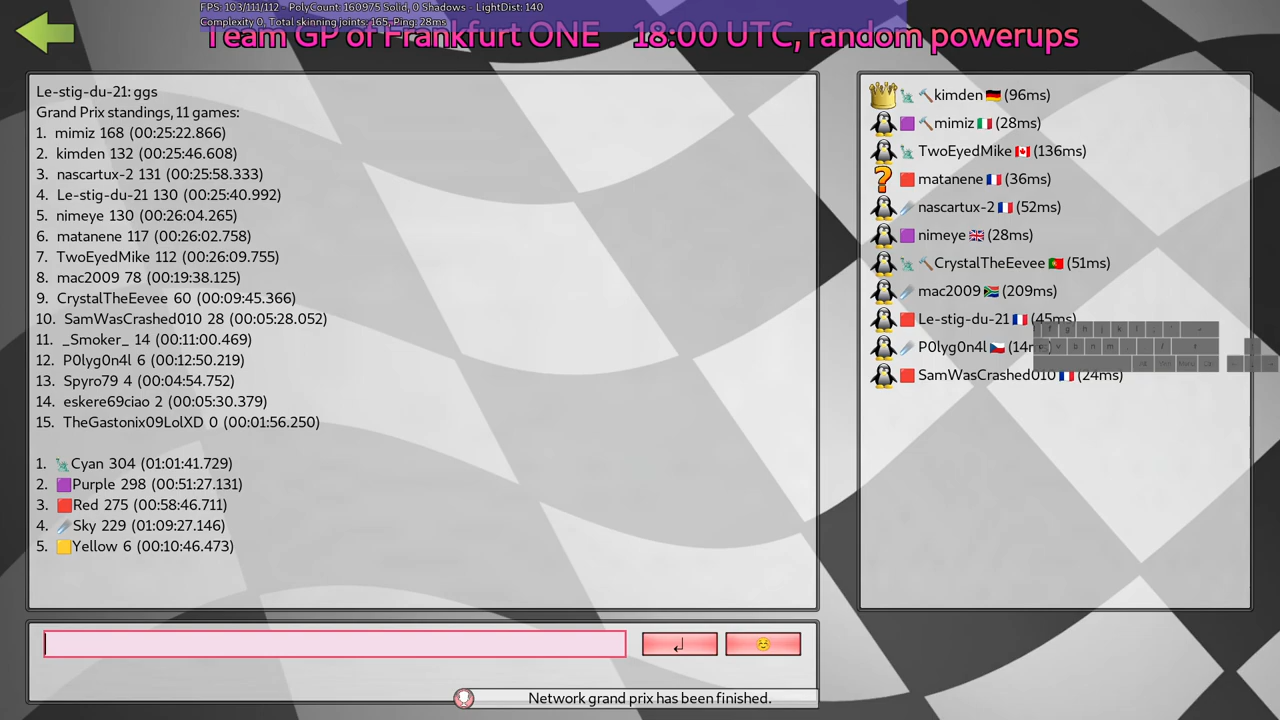 FPS: 103/111/112 - PolyCount: 160975 Solid, 0 Shadows - LightDist: 140
Complexity 0, Total skinning joints: 165, Ping: 28ms
Team GP of Frankfurt ONE 18:00 UTC, random powerups
Le-stig-du-21: ggs
Grand Prix standings, 11 games:
1. mimiz 168 (00:25:22.866)
2. kimden 132 (00:25:46.608)
3. nascartux-2 131 (00:25:58.333)
4. Le-stig-du-21 130 (00:25:40.992)
5. nimeye 130 (00:26:04.265)
6. matanene 117 (00:26:02.758)
7. TwoEyedMike 112 (00:26:09.755)
8. mac2009 78 (00:19:38.125)
9. CrystalTheEevee 60 (00:09:45.366)
10. SamWasCrashed010 28 (00:05:28.052)
11. _Smoker_ 14 (00:11:00.469)
12. P0lyg0n4l 6 (00:12:50.219)
13. Spyro79 4 (00:04:54.752)
14. eskere69ciao 2 (00:05:30.379)
15. TheGastonix09LolXD 0 (00:01:56.250)
1. 🗽Cyan 304 (01:01:41.729)
2. 🟪Purple 298 (00:51:27.131)
3. 🟥Red 275 (00:58:46.711)
4. ☄️Sky 229 (01:09:27.146)
5. 🟨Yellow 6 (00:10:46.473)
🗽🔨kimden 🇩🇪 (96ms)
🟪🔨mimiz 🇮🇹 (28ms)
🗽 TwoEyedMike 🇨🇦 (136ms)
🟥 matanene 🇫🇷 (36ms)
☄️ nascartux-2 🇫🇷 (52ms)
🟪 nimeye 🇬🇧 (28ms)
🗽🔨CrystalTheEevee 🇵🇹 (51ms)
☄️ mac2009 🇿🇦 (209ms)
🟥 Le-stig-du-21 🇫🇷 (45ms)
☄️ P0lyg0n4l 🇨🇿 (14ms)
🟥 SamWasCrashed010 🇫🇷 (24ms)
Network grand prix has been finished.